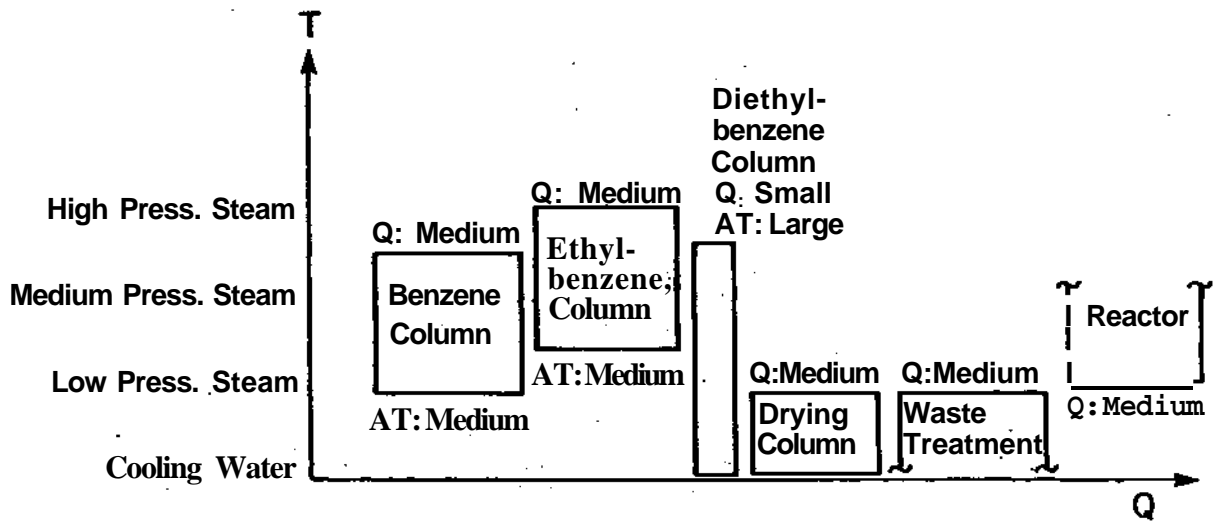 T
Diethyl-
benzene
Column
Q. Small
AT: Large
High Press. Steam
Medium Press. Steam
Low Press. Steam
Cooling Water
Q: Medium
Benzene
Column
AT: Medium
Q: Medium
Ethyl-
benzene,
Column
AT: Medium
Q:Medium
Drying
Column
Q:Medium
Waste
Treatment
Reactor
Q:Medium
Q